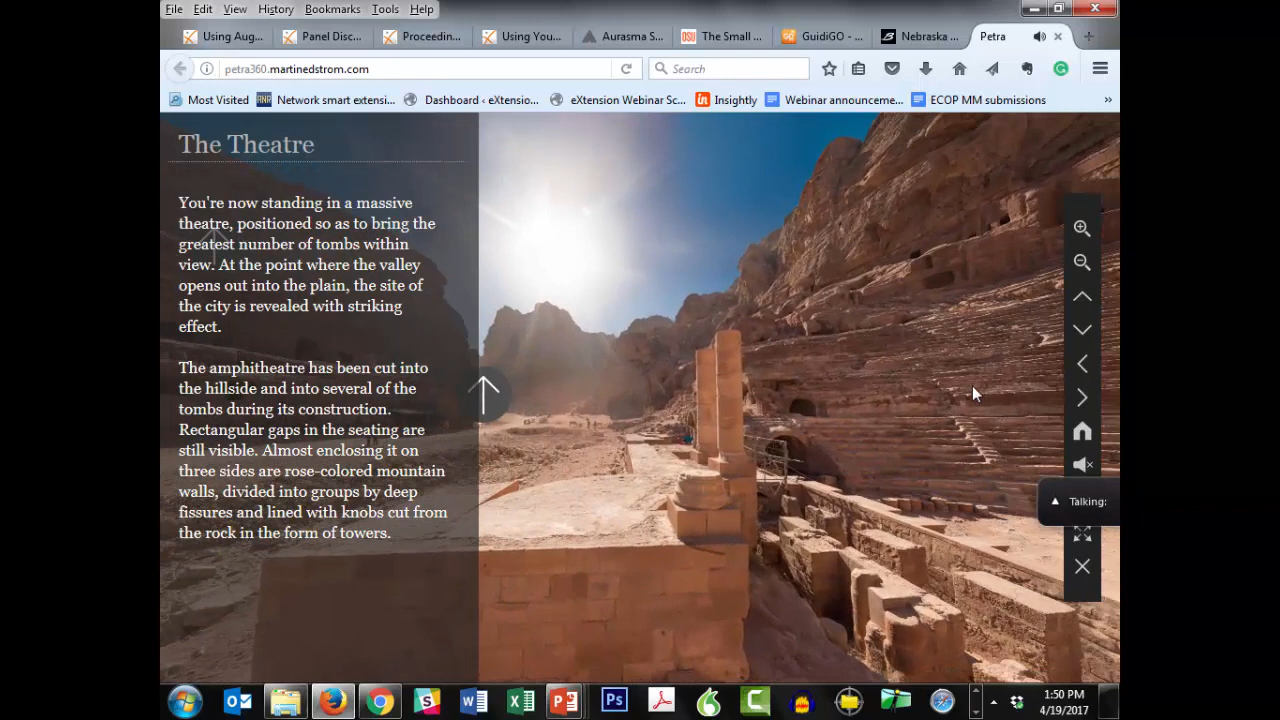 File Edit View History Bookmarks Tools Help
Using Aug... Panel Disc... Proceedin... Using You... Aurasma S... OSU The Small ... GuidiGO - ... Nebraska ... Petra
petra360.martinedstrom.com Search
Most Visited Network smart extensi... Dashboard ‹ eXtensio... eXtension Webinar Sc... in Insightly Webinar announceme... ECOP MM submissions »
The Theatre
You're now standing in a massive
theatre, positioned so as to bring the
greatest number of tombs within
view. At the point where the valley
opens out into the plain, the site of
the city is revealed with striking
effect.
The amphitheatre has been cut into
the hillside and into several of the
tombs during its construction.
Rectangular gaps in the seating are
still visible. Almost enclosing it on
three sides are rose-colored mountain
walls, divided into groups by deep
fissures and lined with knobs cut from
the rock in the form of towers.
Talking:
Ps
1:50 PM
4/19/2017